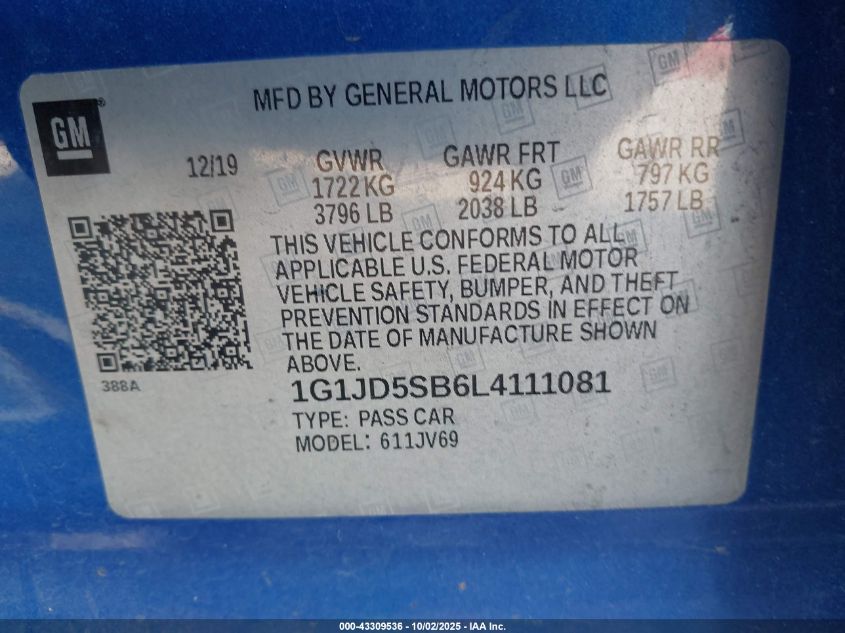 MFD BY GENERAL MOTORS LLC
GM®
12/19 GVWR GAWR FRT GAWR RR
1722 KG 924 KG 797 KG
3796 LB 2038 LB 1757 LB
THIS VEHICLE CONFORMS TO ALL
APPLICABLE U.S. FEDERAL MOTOR
VEHICLE SAFETY, BUMPER, AND THEFT
PREVENTION STANDARDS IN EFFECT ON
THE DATE OF MANUFACTURE SHOWN
ABOVE.
388A
1G1JD5SB6L4111081
TYPE: PASS CAR
MODEL: 611JV69
000-43309536 - 10/02/2025 - IAA Inc.